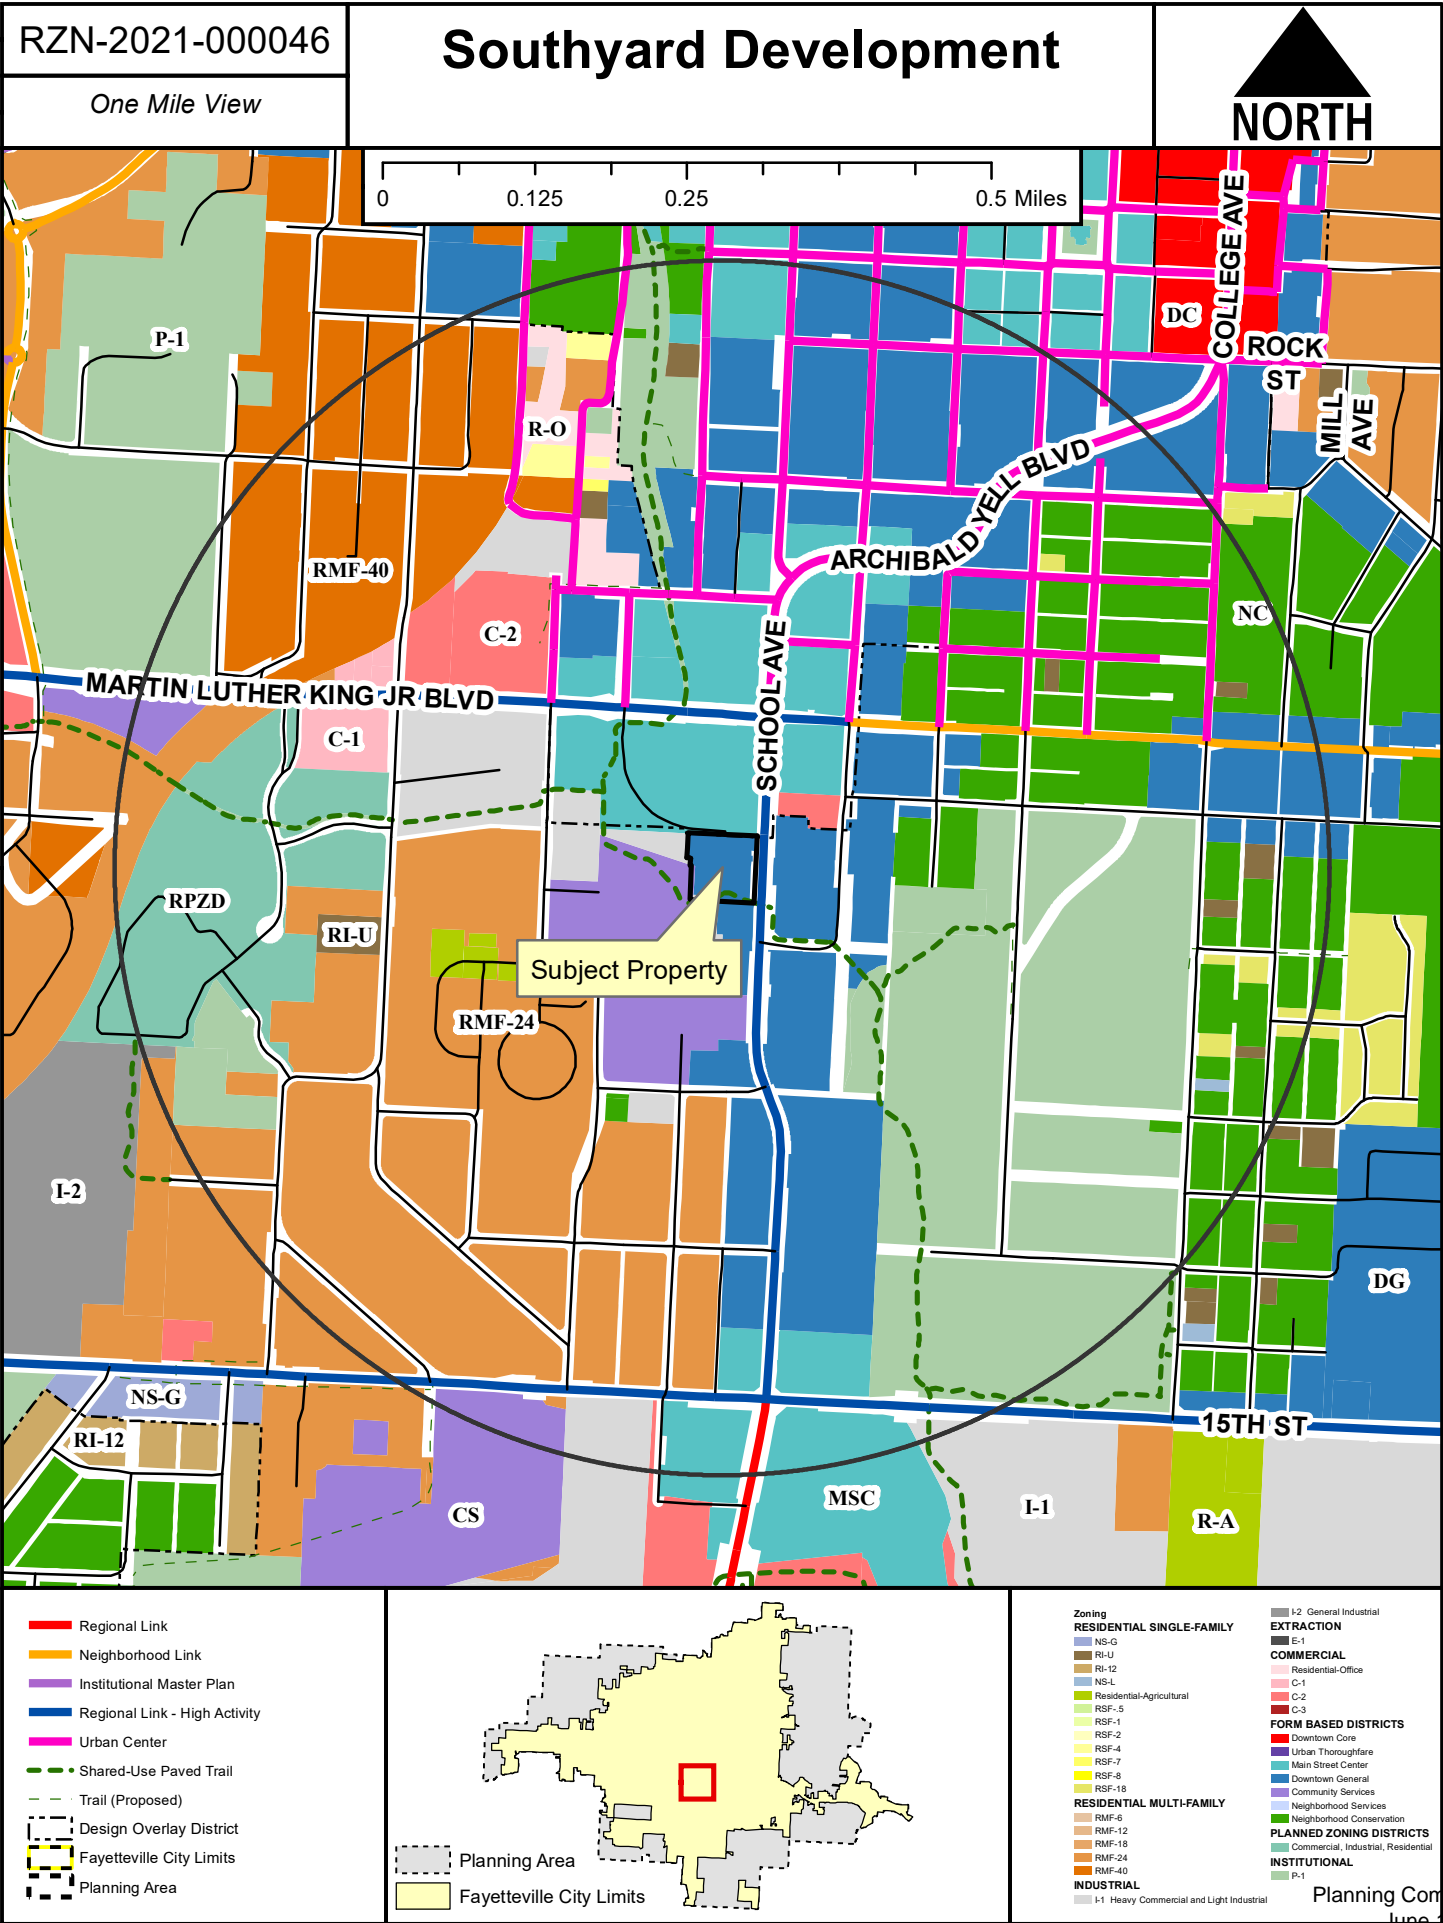 RZN-2021-000046
One Mile View
Southyard Development
NORTH
0 0.125 0.25 0.5 Miles
COLLEGE AVE
DC
P-1
ROCK
ST
MILL
AVE
R-O
ARCHIBALD YELL BLVD
RMF-40
C-2
NC
SCHOOL AVE
MARTIN LUTHER KING JR BLVD
C-1
RPZD
RI-U
Subject Property
RMF-24
I-2
DG
NS-G
RI-12
15TH ST
CS
MSC
I-1
R-A
Regional Link
Neighborhood Link
Institutional Master Plan
Regional Link - High Activity
Urban Center
Shared-Use Paved Trail
Trail (Proposed)
Design Overlay District
Fayetteville City Limits
Planning Area
Planning Area
Fayetteville City Limits
Zoning
RESIDENTIAL SINGLE-FAMILY
NS-G
RI-U
RI-12
NS-L
Residential-Agricultural
RSF-.5
RSF-1
RSF-2
RSF-4
RSF-7
RSF-8
RSF-18
RESIDENTIAL MULTI-FAMILY
RMF-6
RMF-12
RMF-18
RMF-24
RMF-40
INDUSTRIAL
I-1 Heavy Commercial and Light Industrial
I-2 General Industrial
EXTRACTION
E-1
COMMERCIAL
Residential-Office
C-1
C-2
C-3
FORM BASED DISTRICTS
Downtown Core
Urban Thoroughfare
Main Street Center
Downtown General
Community Services
Neighborhood Services
Neighborhood Conservation
PLANNED ZONING DISTRICTS
Commercial, Industrial, Residential
INSTITUTIONAL
P-1
Planning Com
June